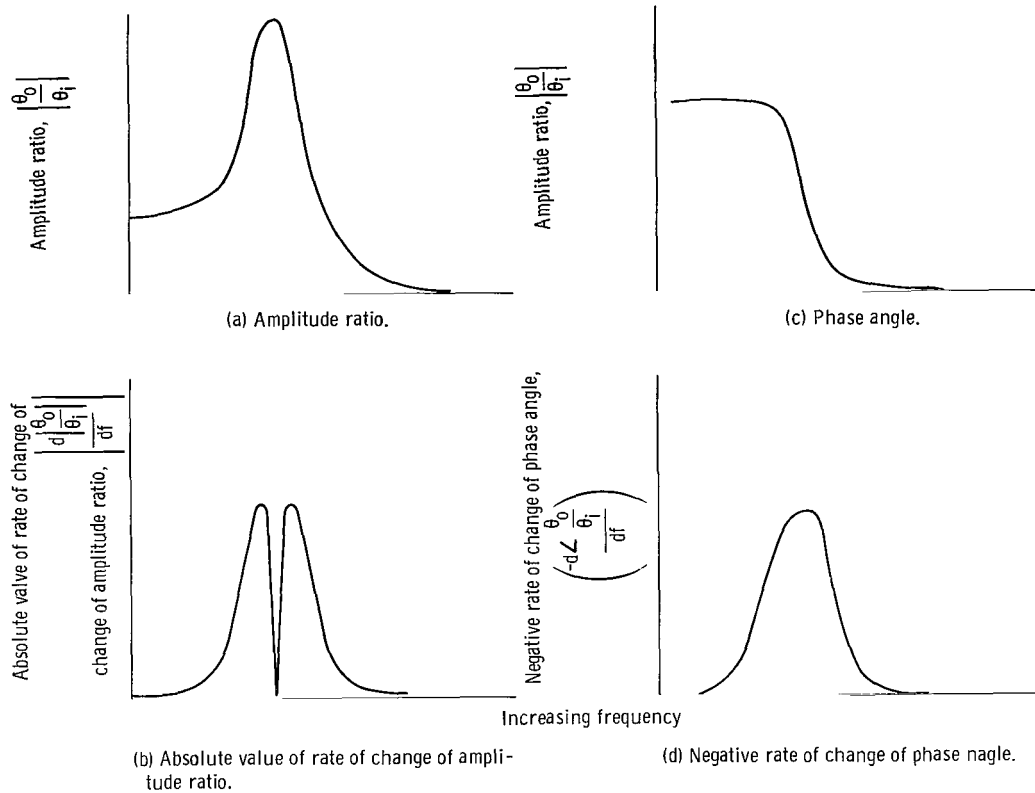 Amplitude ratio, |θo/θi|
(a) Amplitude ratio.
Amplitude ratio, |θo/θi|
(c) Phase angle.
Absolute valve of rate of change of
change of amplitude ratio, |d|θo/θi|/df|
(b) Absolute value of rate of change of ampli-
tude ratio.
Negative rate of change of phase angle,
(-d∠θo/θi/df)
Increasing frequency
(d) Negative rate of change of phase nagle.